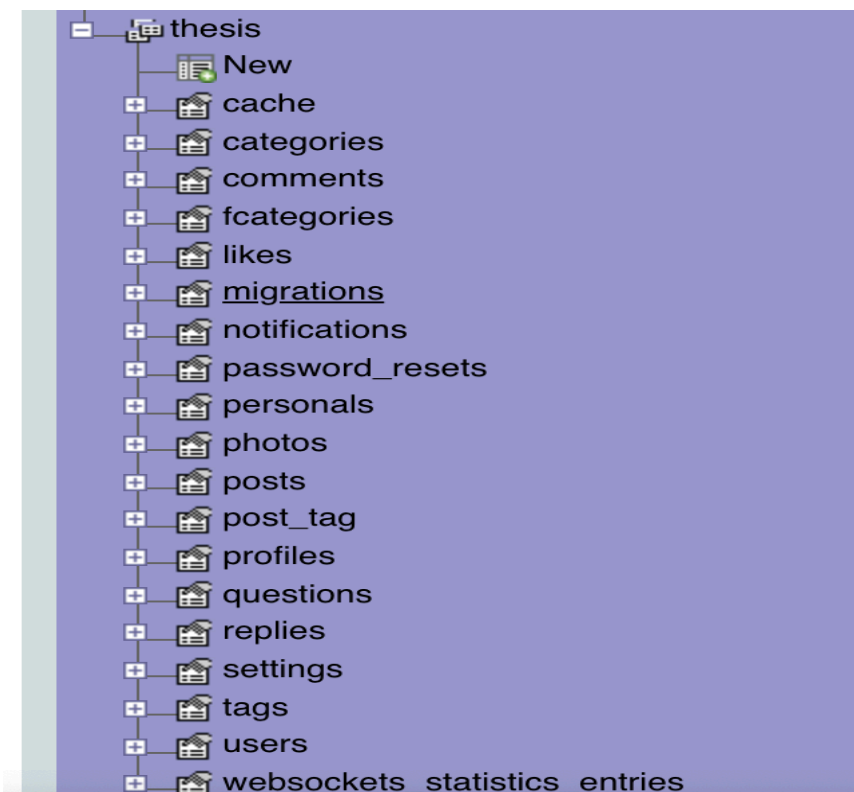 thesis
New
cache
categories
comments
fcategories
likes
migrations
notifications
password_resets
personals
photos
posts
post_tag
profiles
questions
replies
settings
tags
users
websockets_statistics_entries